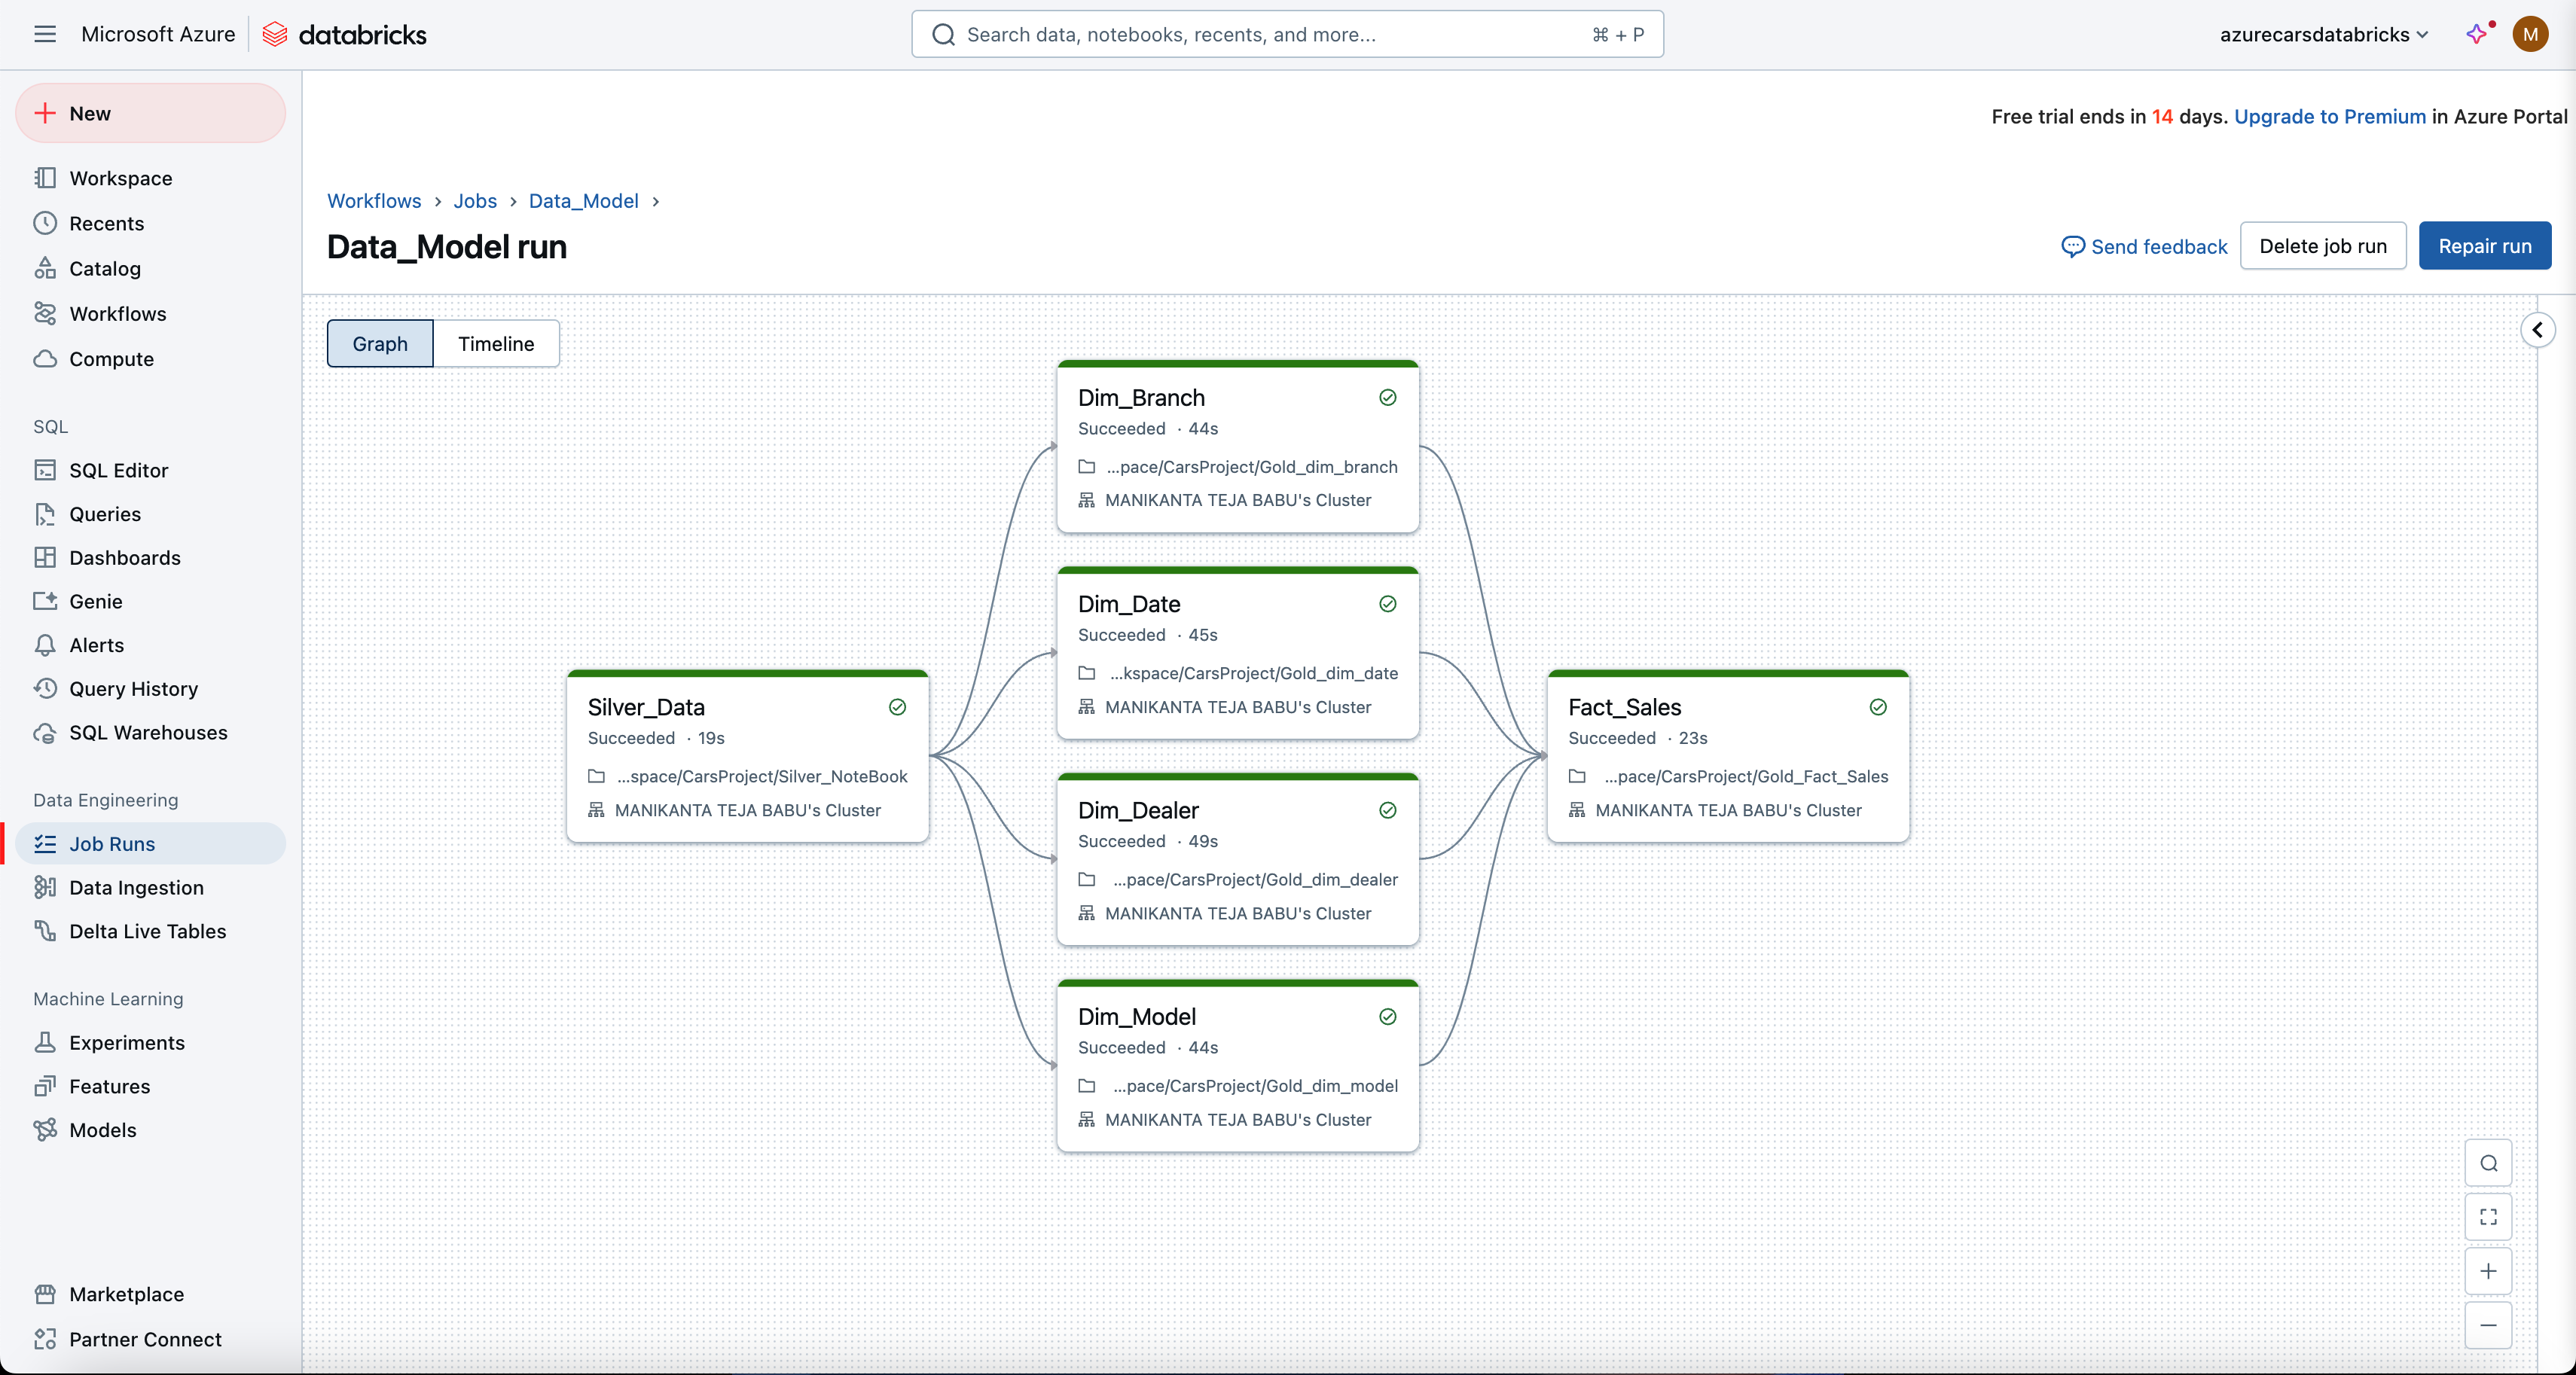 Microsoft Azure databricks
Search data, notebooks, recents, and more... ⌘ + P
azurecarsdatabricks M
New
Workspace
Recents
Catalog
Workflows
Compute
SQL
SQL Editor
Queries
Dashboards
Genie
Alerts
Query History
SQL Warehouses
Data Engineering
Job Runs
Data Ingestion
Delta Live Tables
Machine Learning
Experiments
Features
Models
Marketplace
Partner Connect
Free trial ends in 14 days. Upgrade to Premium in Azure Portal
Workflows > Jobs > Data_Model >
Data_Model run
Send feedback
Delete job run
Repair run
Graph
Timeline
Silver_Data
Succeeded · 19s
...space/CarsProject/Silver_NoteBook
MANIKANTA TEJA BABU's Cluster
Dim_Branch
Succeeded · 44s
...pace/CarsProject/Gold_dim_branch
MANIKANTA TEJA BABU's Cluster
Dim_Date
Succeeded · 45s
...kspace/CarsProject/Gold_dim_date
MANIKANTA TEJA BABU's Cluster
Dim_Dealer
Succeeded · 49s
...pace/CarsProject/Gold_dim_dealer
MANIKANTA TEJA BABU's Cluster
Dim_Model
Succeeded · 44s
...pace/CarsProject/Gold_dim_model
MANIKANTA TEJA BABU's Cluster
Fact_Sales
Succeeded · 23s
...pace/CarsProject/Gold_Fact_Sales
MANIKANTA TEJA BABU's Cluster